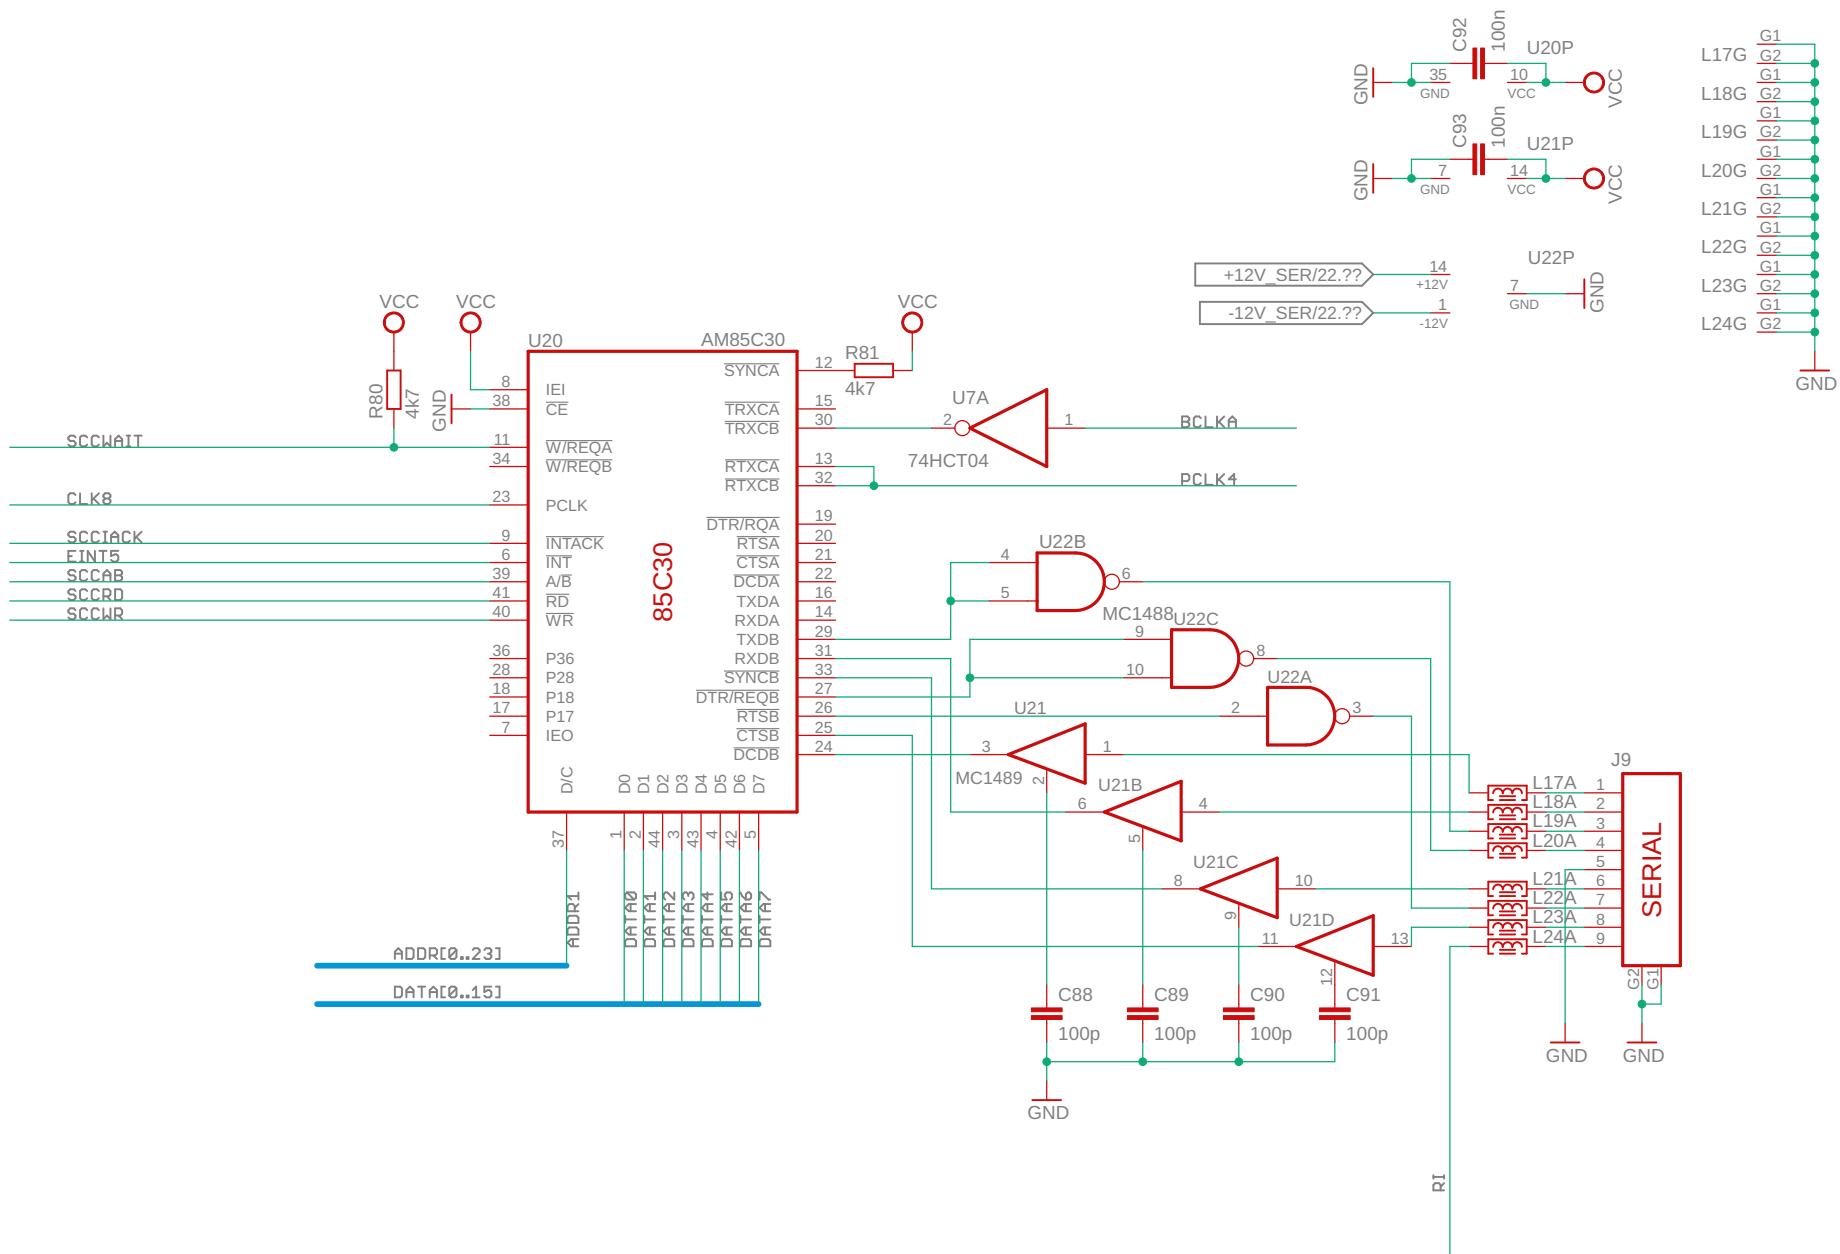 C92
100n
U20P
GND
35
GND
10
VCC
VCC
C93
100n
U21P
GND
7
GND
14
VCC
VCC
+12V_SER/22.??
14
+12V
-12V_SER/22.??
1
-12V
U22P
7
GND
GND
L17G
G1
G2
L18G
G1
G2
L19G
G1
G2
L20G
G1
G2
L21G
G1
G2
L22G
G1
G2
L23G
G1
G2
L24G
G1
G2
GND
VCC
VCC
VCC
R80
4k7
GND
U20
AM85C30
85C30
SCCWAIT
CLK8
SCCIACK
EINT5
SCCAB
SCCRD
SCCWR
8 IEI
38 CE
11 W/REQA
34 W/REQB
23 PCLK
9 INTACK
6 INT
39 A/B
41 RD
40 WR
36 P36
28 P28
18 P18
17 P17
7 IEO
SYNCA 12
TRXCA 15
TRXCB 30
RTXCA 13
RTXCB 32
DTR/RQA 19
RTSA 20
CTSA 21
DCDA 22
TXDA 16
RXDA 14
TXDB 29
RXDB 31
SYNCB 33
DTR/REQB 27
RTSB 26
CTSB 25
DCDB 24
D/C
D0
D1
D2
D3
D4
D5
D6
D7
37
1
2
44
3
43
4
42
5
ADDR1
DATA0
DATA1
DATA2
DATA3
DATA4
DATA5
DATA6
DATA7
ADDR[0..23]
DATA[0..15]
R81
4k7
U7A
2
1
74HCT04
BCLKA
PCLK4
U22B
4
5
6
MC1488
U22C
9
10
8
U22A
2
3
U21
3
1
2
MC1489
U21B
6
4
5
U21C
8
10
9
U21D
11
13
12
C88
100p
C89
100p
C90
100p
C91
100p
GND
J9
SERIAL
L17A 1
L18A 2
L19A 3
L20A 4
5
L21A 6
L22A 7
L23A 8
L24A 9
G2
G1
GND
GND
RI